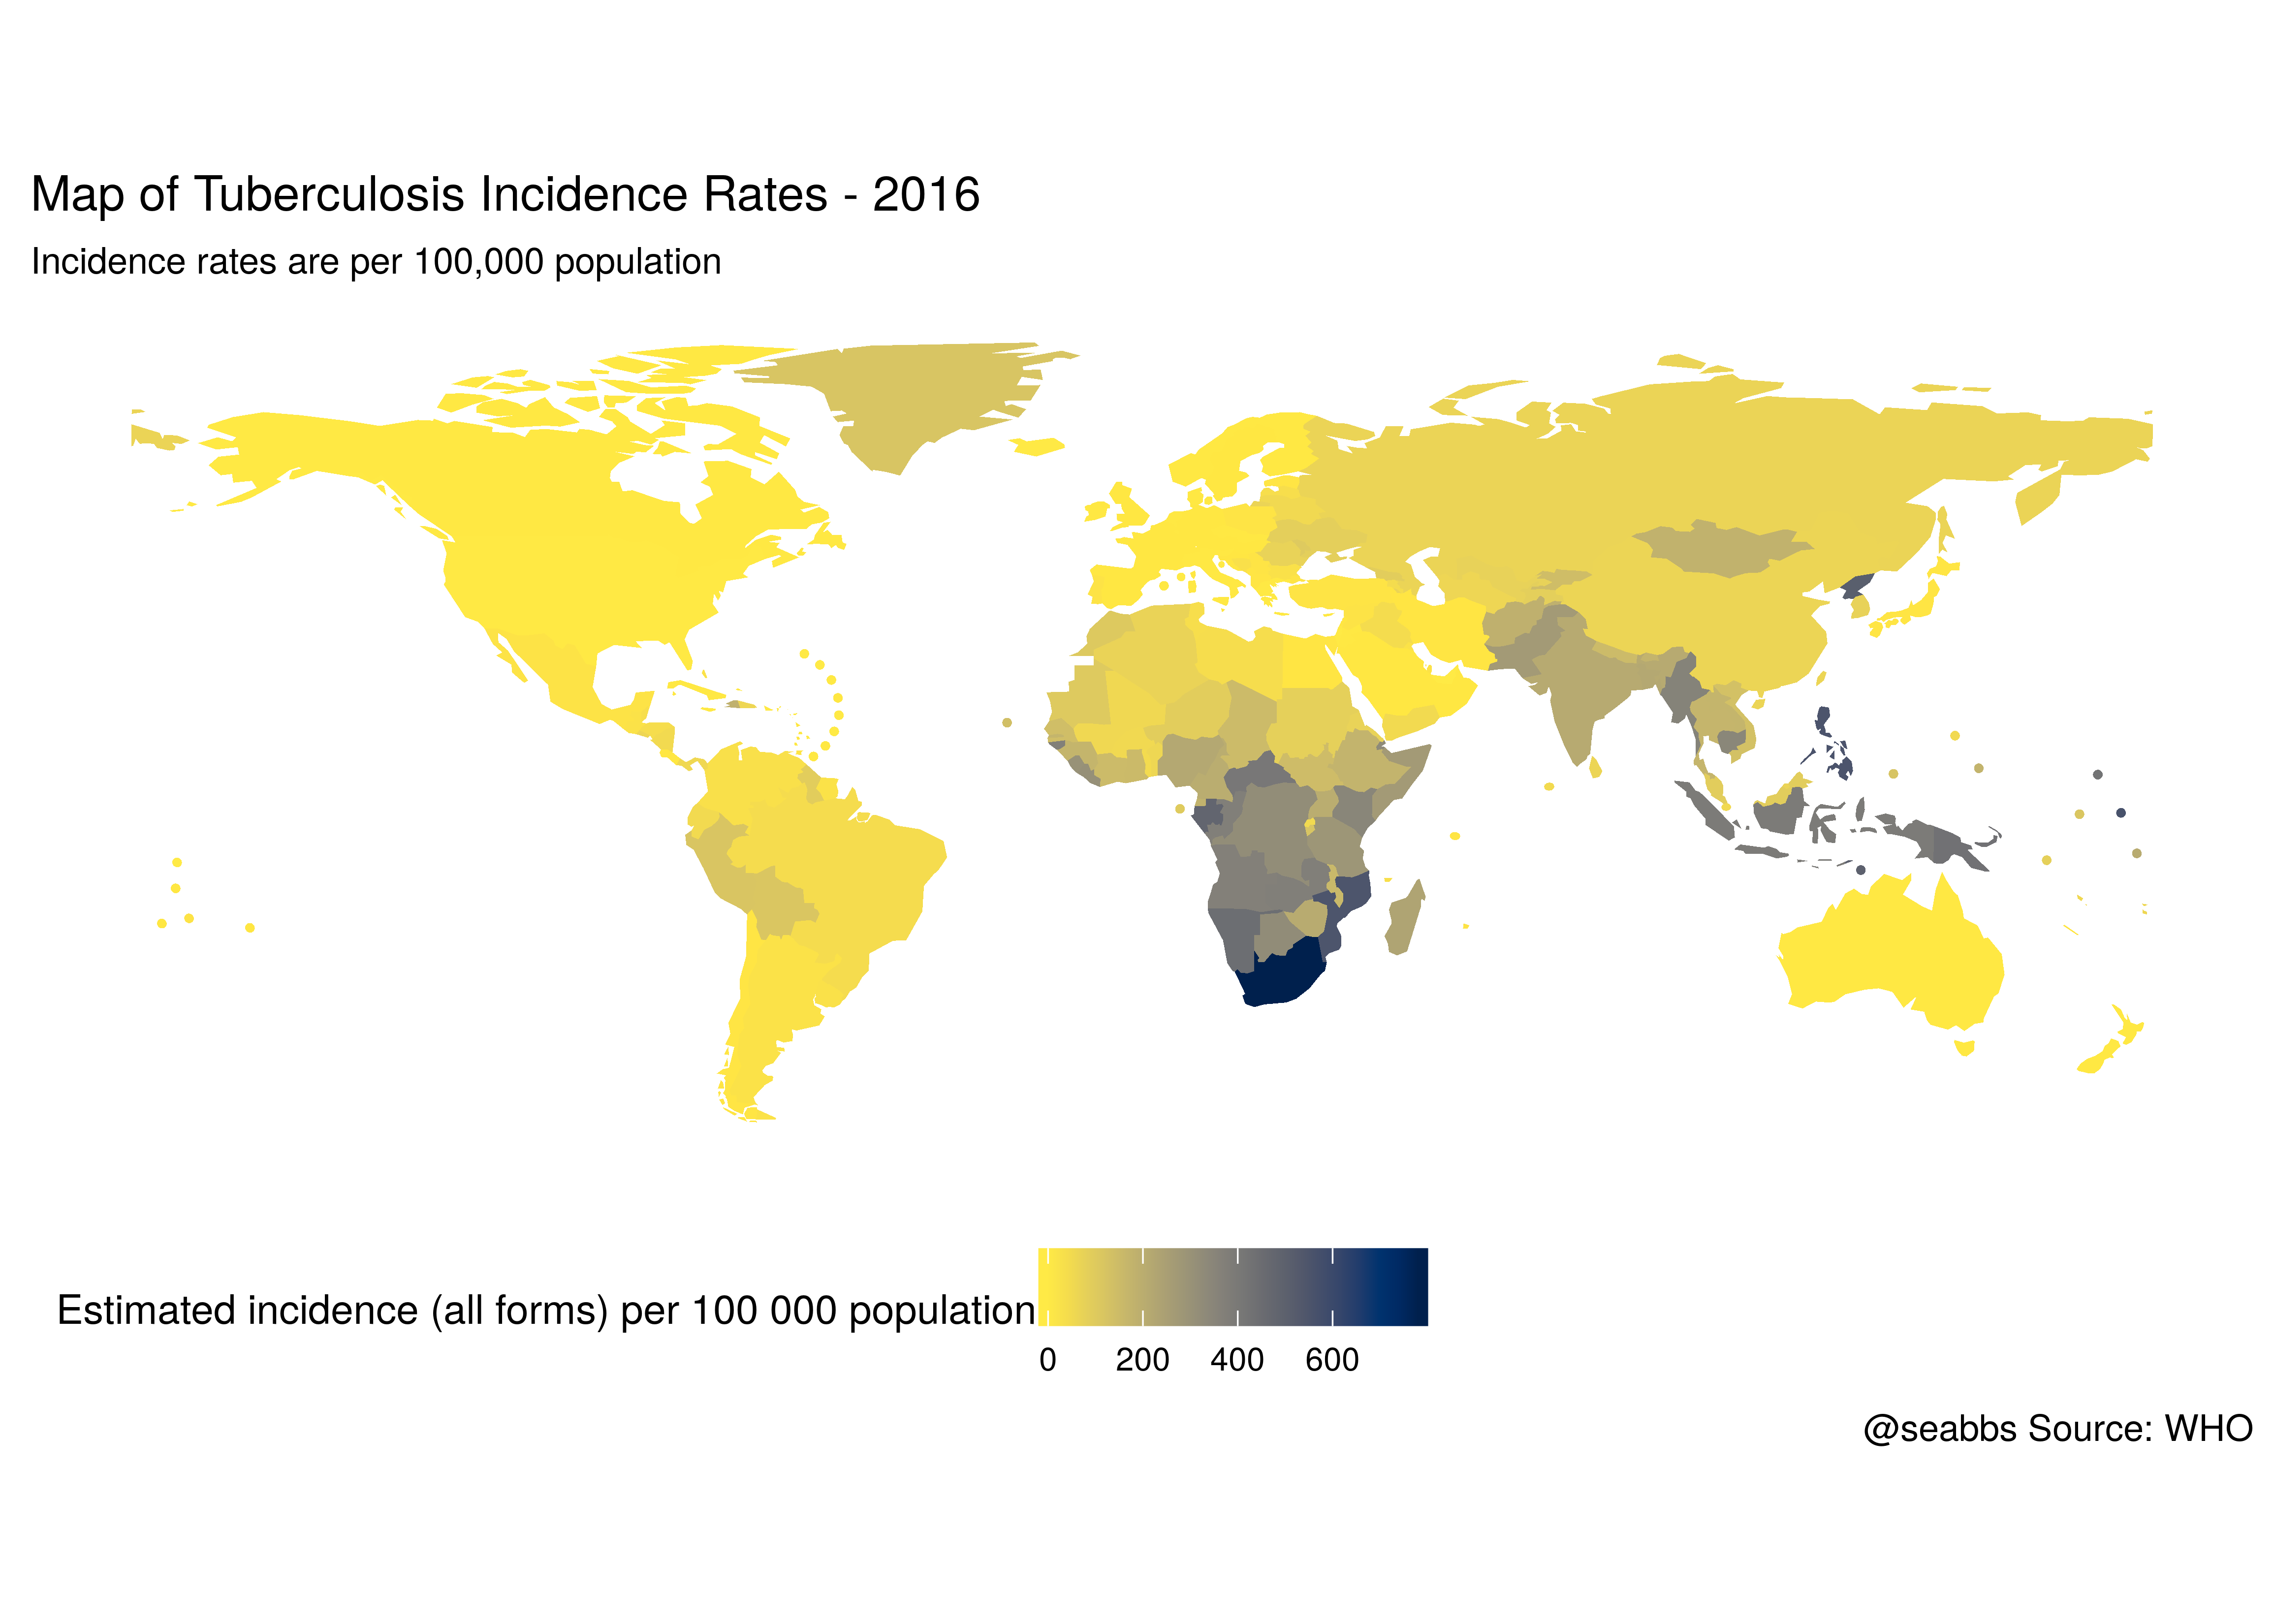 Map of Tuberculosis Incidence Rates - 2016
Incidence rates are per 100,000 population
Estimated incidence (all forms) per 100 000 population
0 200 400 600
@seabbs Source: WHO